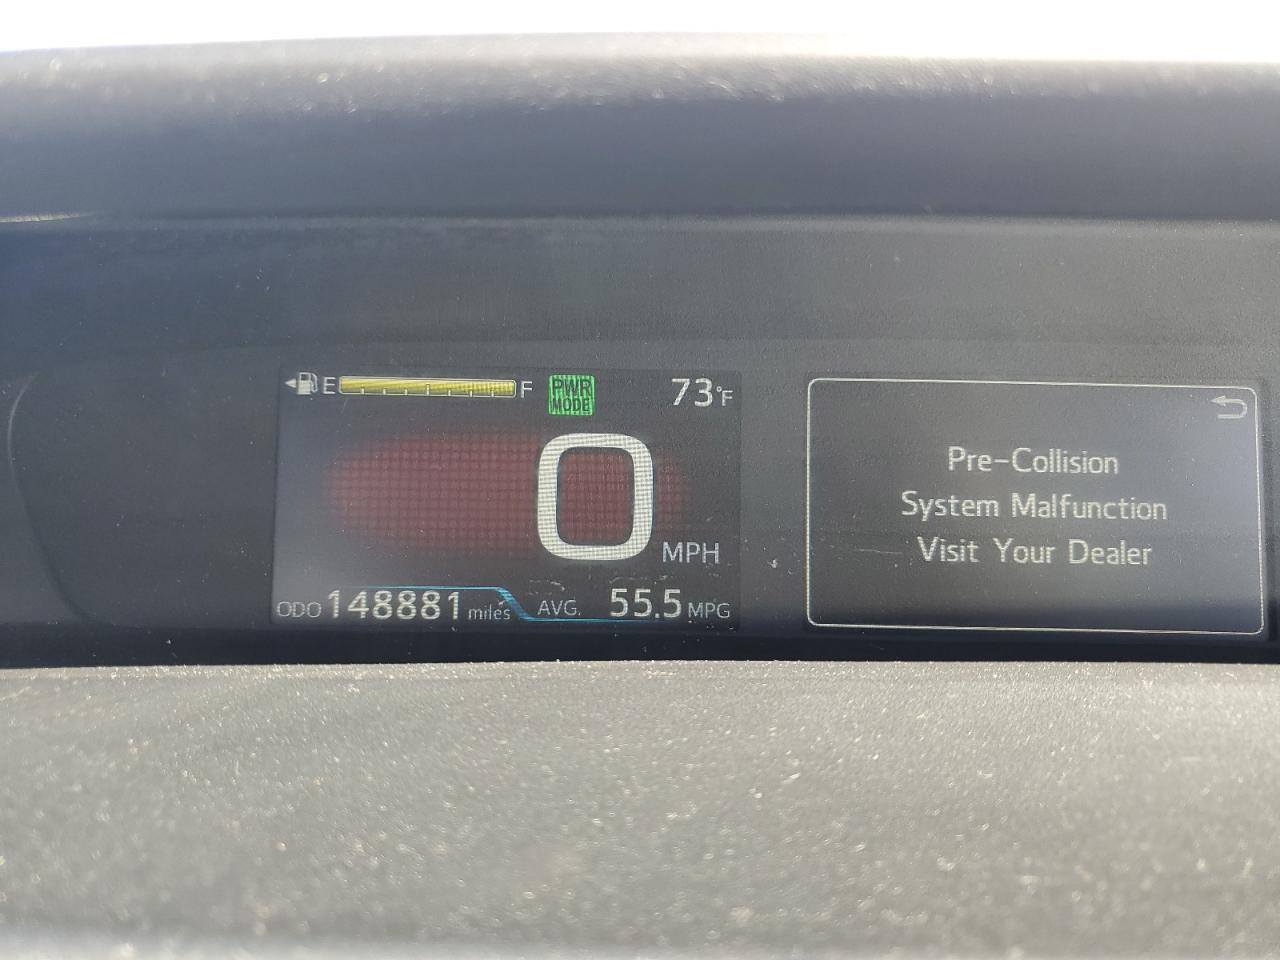 E F PWR MODE 73°F
0 MPH
ODO 148881 miles AVG. 55.5 MPG
Pre-Collision
System Malfunction
Visit Your Dealer